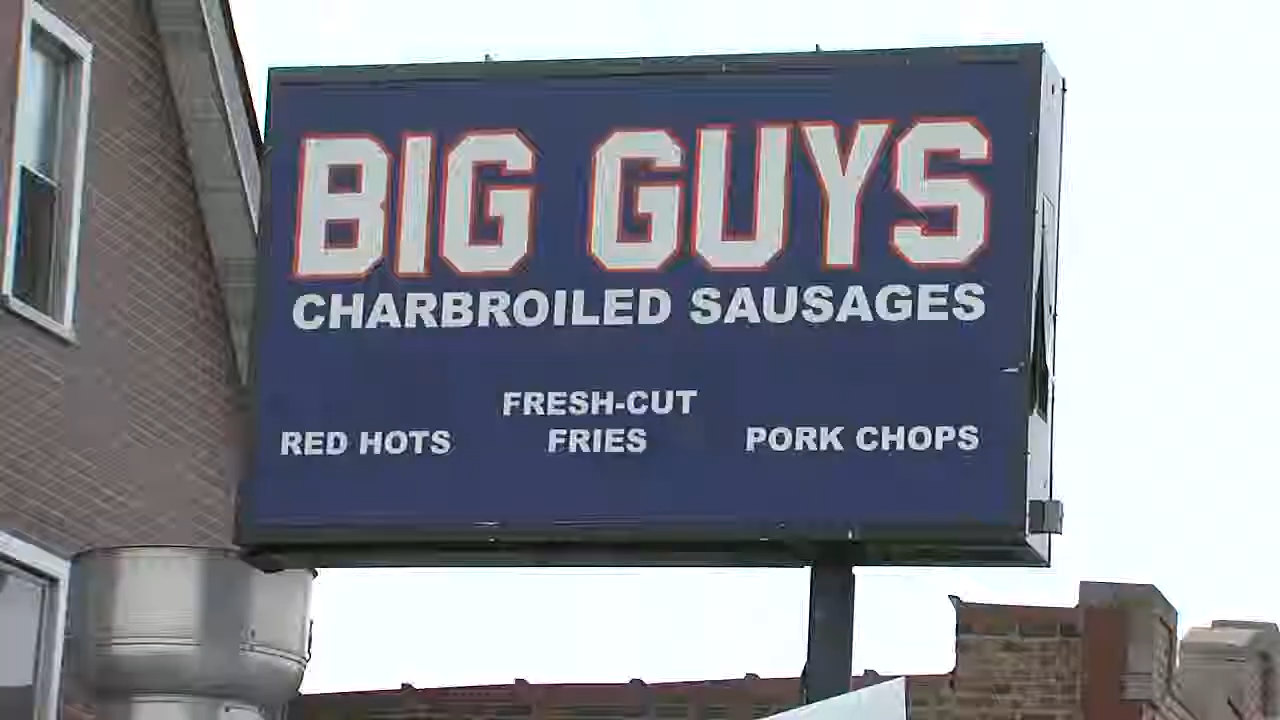 BIG GUYS
CHARBROILED SAUSAGES
RED HOTS
FRESH-CUT
FRIES
PORK CHOPS